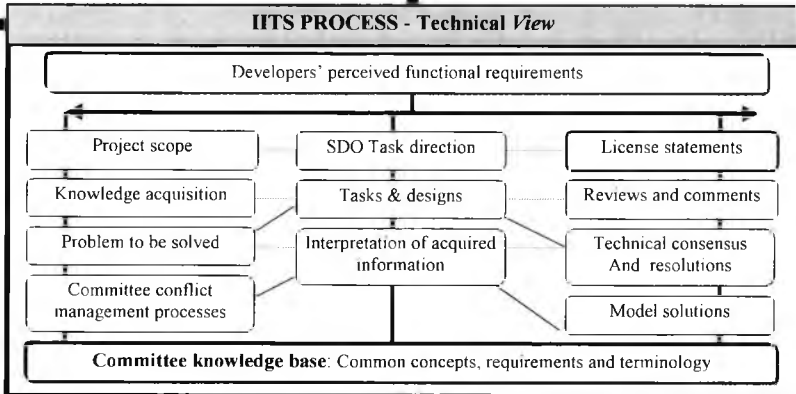 IITS PROCESS - Technical View
Developers' perceived functional requirements
Project scope
SDO Task direction
License statements
Knowledge acquisition
Tasks & designs
Reviews and comments
Problem to be solved
Interpretation of acquired
information
Technical consensus
And resolutions
Committee conflict
management processes
Model solutions
Committee knowledge base: Common concepts, requirements and terminology